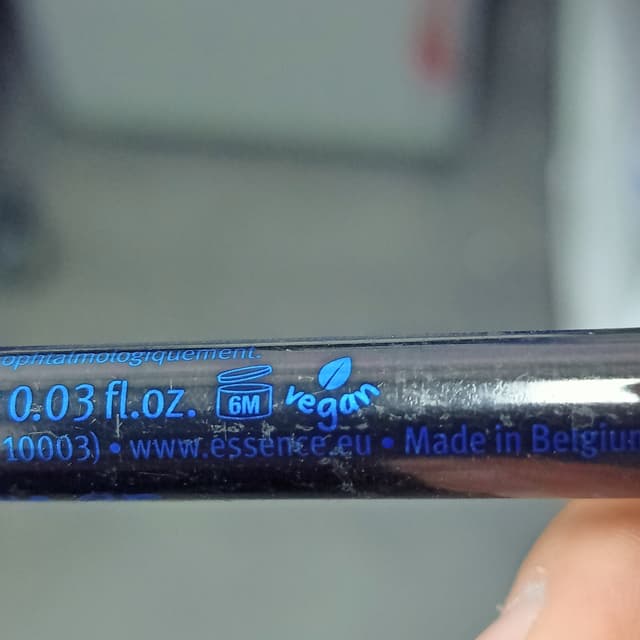 ophtalmologiquement.
0.03 fl.oz. 6M vegan
10003) • www.essence.eu • Made in Belgium